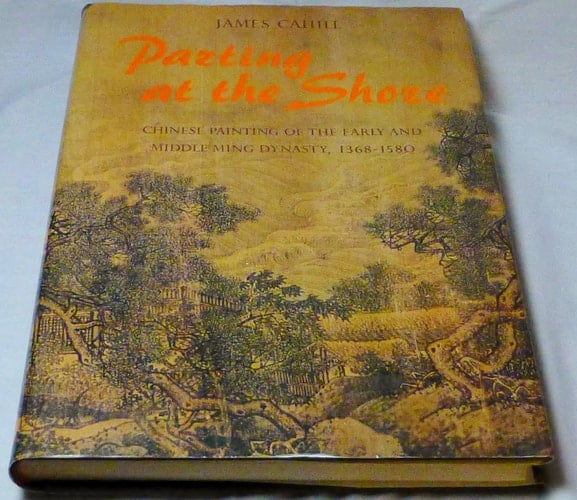 JAMES CAHILL
Parting
at the Shore
CHINESE PAINTING OF THE EARLY AND
MIDDLE MING DYNASTY, 1368-1580